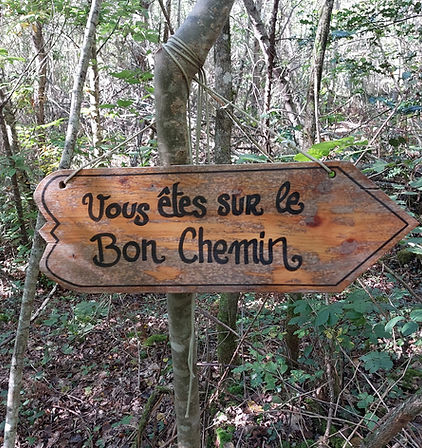 Vous êtes sur le
Bon Chemin